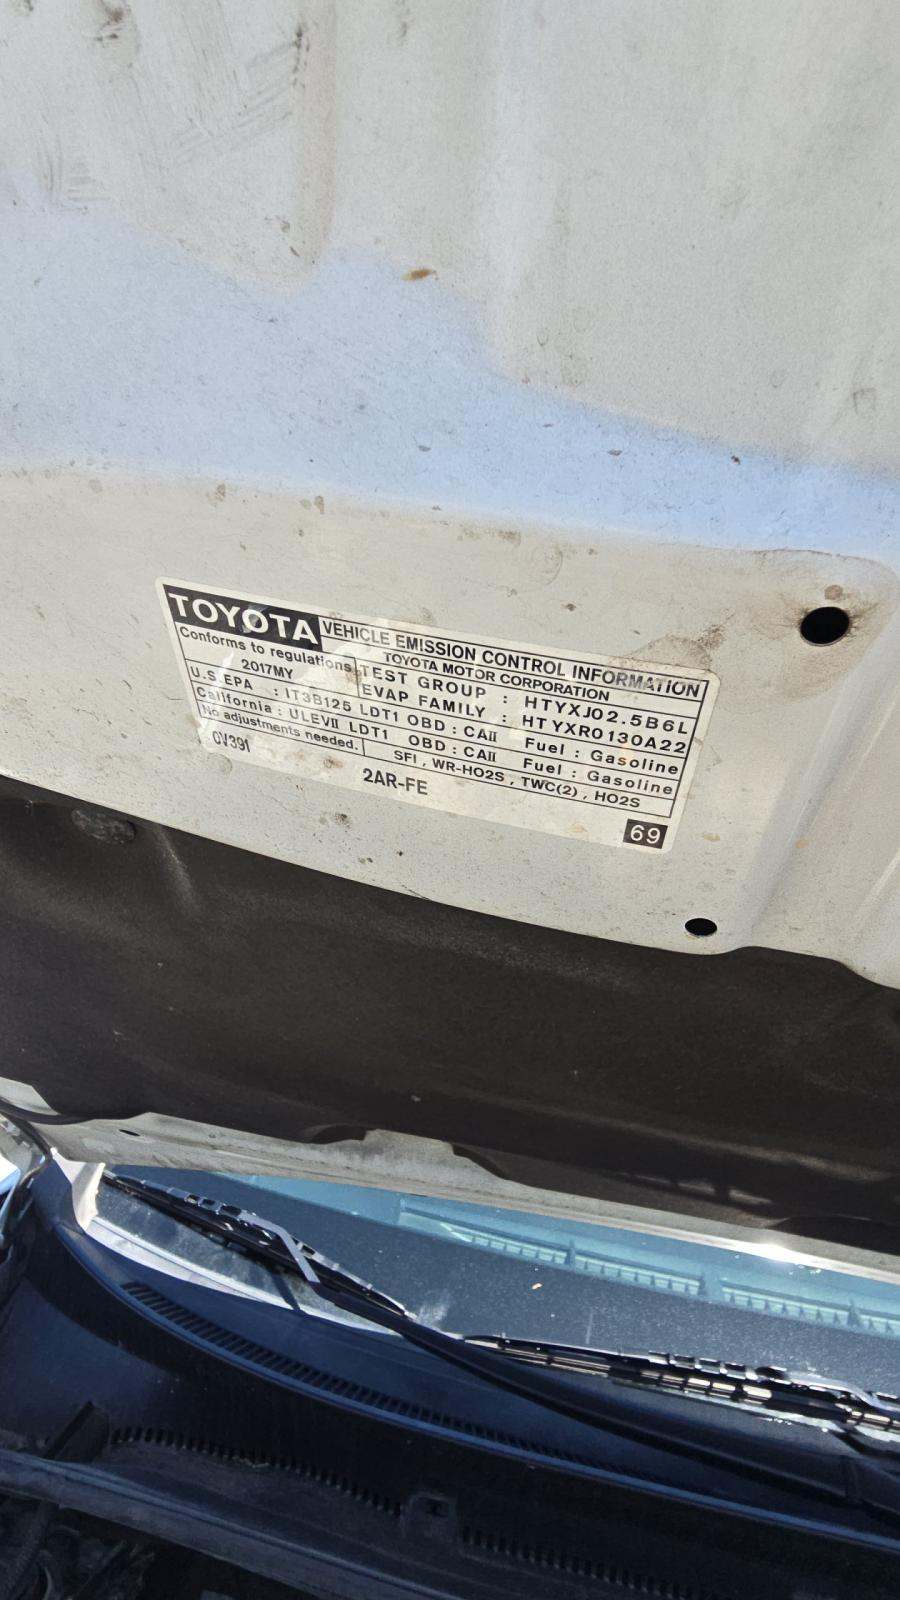 TOYOTA VEHICLE EMISSION CONTROL INFORMATION
Conforms to regulations TOYOTA MOTOR CORPORATION
2017MY TEST GROUP : HTYXJ02.5B6L
EVAP FAMILY : HTYXR0130A22
U.S.EPA : IT3B125 LDT1 OBD : CAII Fuel : Gasoline
California : ULEVII LDT1 OBD : CAII Fuel : Gasoline
No adjustments needed. SFI , WR-HO2S , TWC(2) , HO2S
0V391 2AR-FE
69